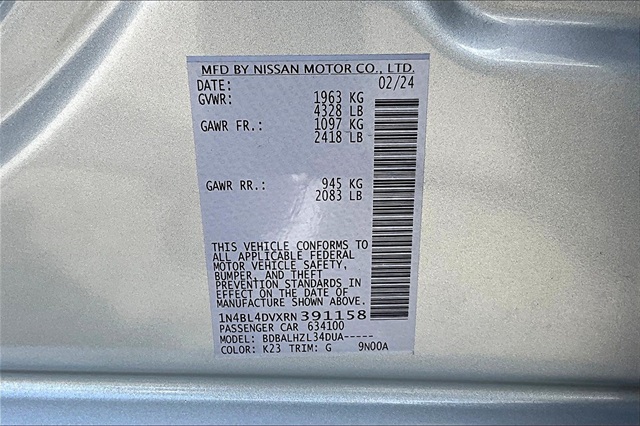 MFD BY NISSAN MOTOR CO., LTD.
DATE: 02/24
GVWR: 1963 KG
4328 LB
GAWR FR.: 1097 KG
2418 LB
GAWR RR.: 945 KG
2083 LB
THIS VEHICLE CONFORMS TO
ALL APPLICABLE FEDERAL
MOTOR VEHICLE SAFETY,
BUMPER, AND THEFT
PREVENTION STANDARDS IN
EFFECT ON THE DATE OF
MANUFACTURE SHOWN ABOVE.
1N4BL4DVXRN391158
PASSENGER CAR 634100
MODEL: BDBALHZL34DUA-----
COLOR: K23 TRIM: G 9N00A